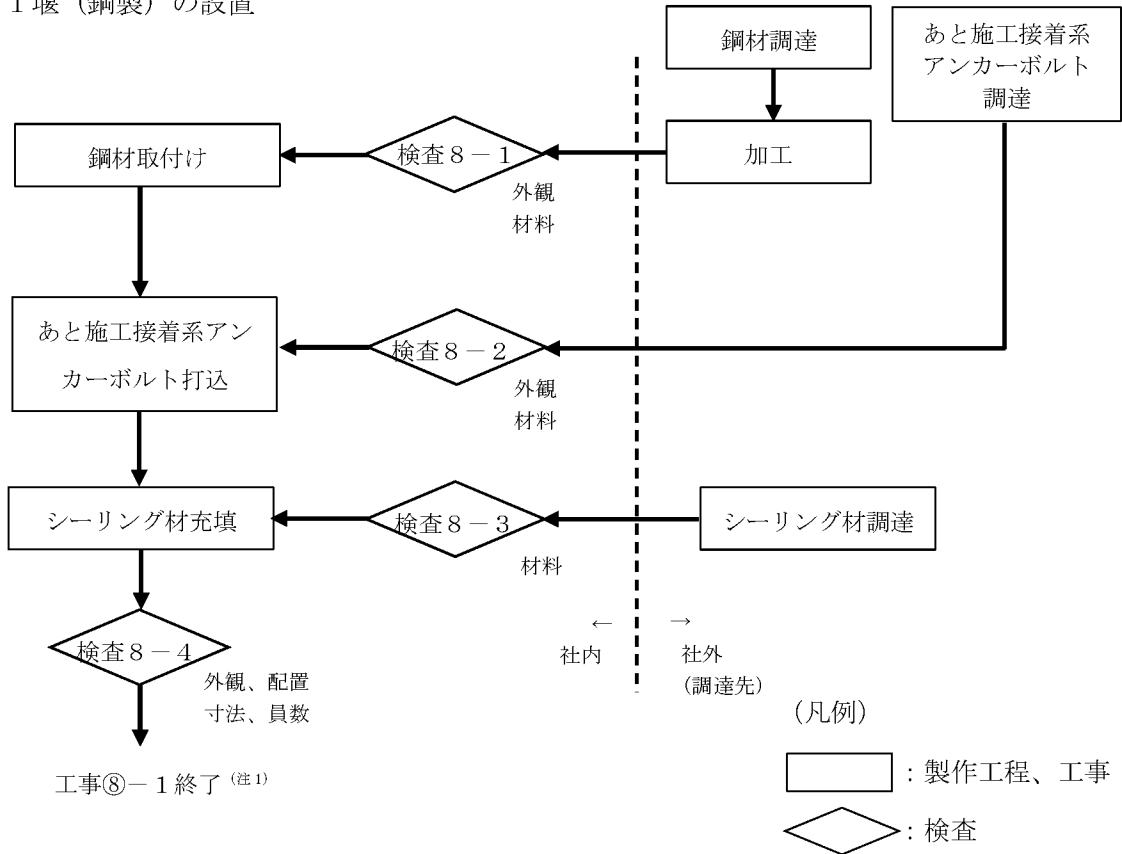 １堰（鋼製）の設置
鋼材調達
あと施工接着系
アンカーボルト
調達
鋼材取付け
検査８－１
加工
外観
材料
あと施工接着系アン
カーボルト打込
検査８－２
外観
材料
シーリング材充填
検査８－３
シーリング材調達
材料
検査８－４
外観、配置
寸法、員数
←
社内
→
社外
（調達先）
工事⑧－１終了（注1）
（凡例）
：製作工程、工事
：検査